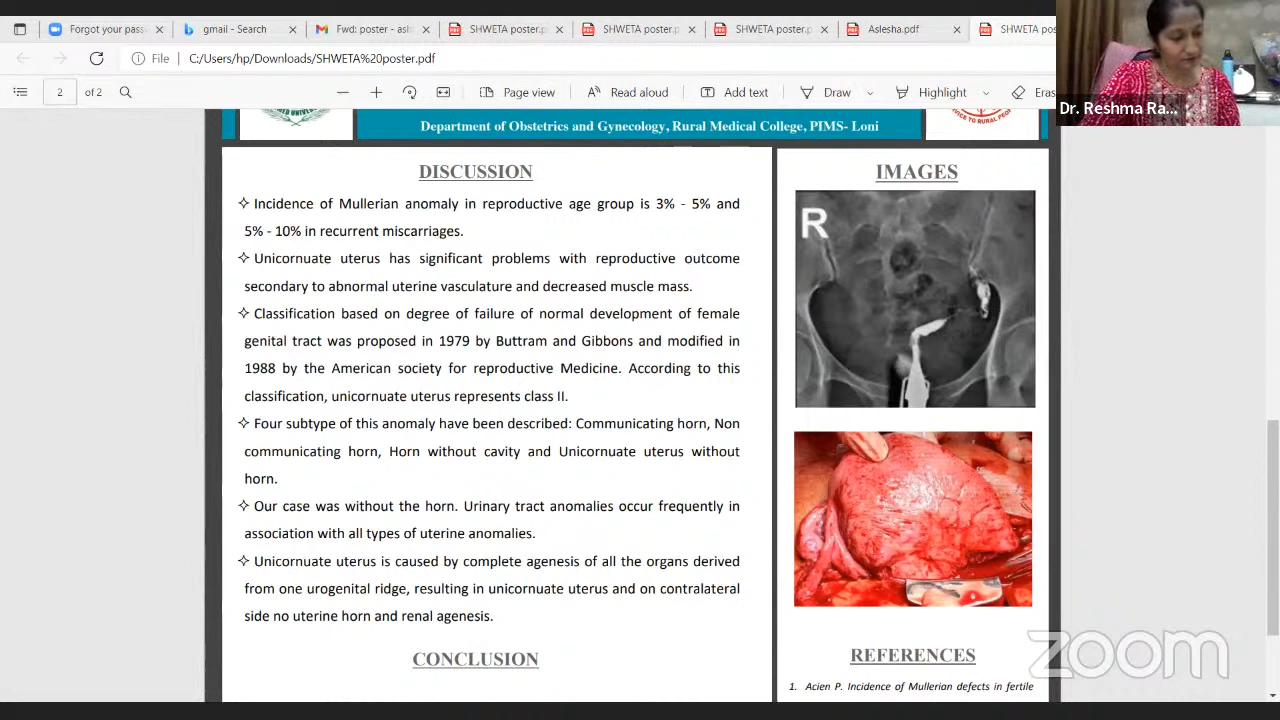 Forgot your pass
gmail - Search
Fwd: poster - ash
SHWETA poster.p
SHWETA poster.p
SHWETA poster.p
Aslesha.pdf
SHWETA pos
File
C:/Users/hp/Downloads/SHWETA%20poster.pdf
2 of 2
Page view
Read aloud
Add text
Draw
Highlight
Eras
Dr. Reshma Ra...
Department of Obstetrics and Gynecology, Rural Medical College, PIMS- Loni
DISCUSSION
Incidence of Mullerian anomaly in reproductive age group is 3% - 5% and
5% - 10% in recurrent miscarriages.
Unicornuate uterus has significant problems with reproductive outcome
secondary to abnormal uterine vasculature and decreased muscle mass.
Classification based on degree of failure of normal development of female
genital tract was proposed in 1979 by Buttram and Gibbons and modified in
1988 by the American society for reproductive Medicine. According to this
classification, unicornuate uterus represents class II.
Four subtype of this anomaly have been described: Communicating horn, Non
communicating horn, Horn without cavity and Unicornuate uterus without
horn.
Our case was without the horn. Urinary tract anomalies occur frequently in
association with all types of uterine anomalies.
Unicornuate uterus is caused by complete agenesis of all the organs derived
from one urogenital ridge, resulting in unicornuate uterus and on contralateral
side no uterine horn and renal agenesis.
CONCLUSION
IMAGES
R
REFERENCES
1. Acien P. Incidence of Mullerian defects in fertile
zoom